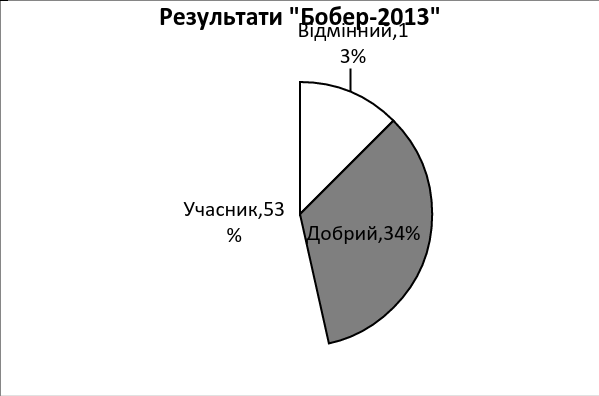 Результати "Бобер-2013"
Відмінний,1
3%
Учасник,53
%
Добрий,34%